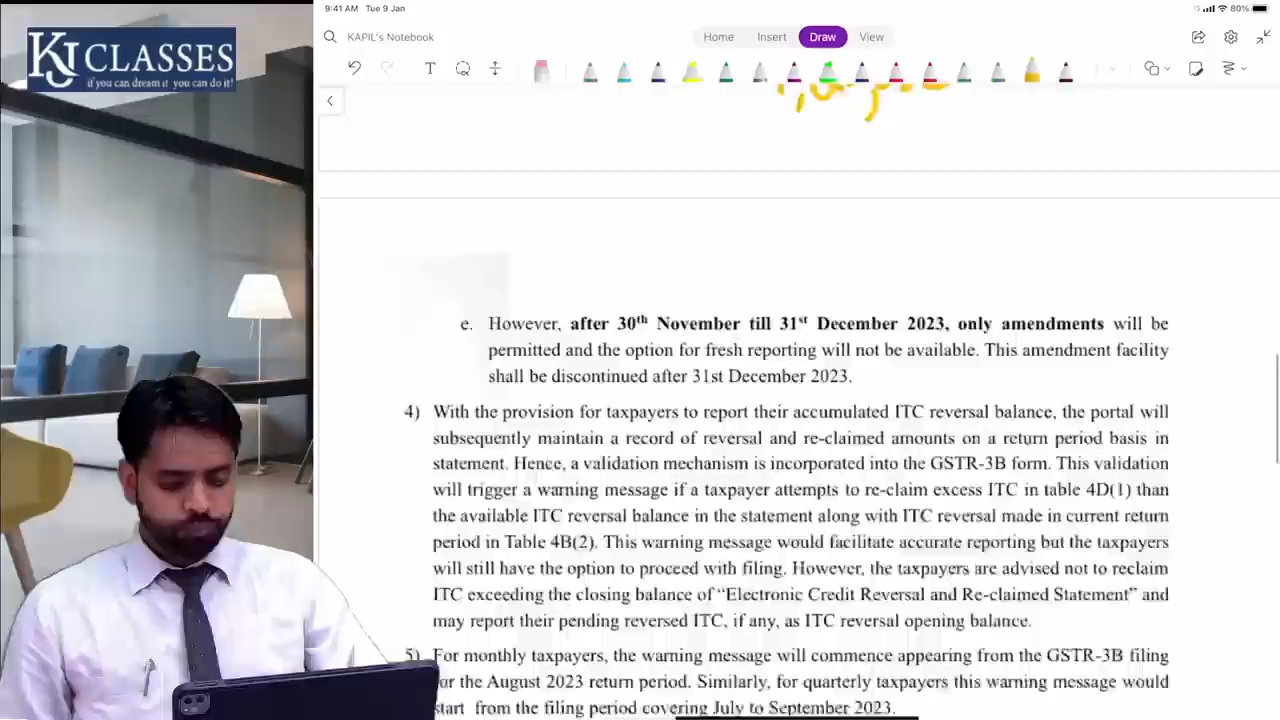 KJ CLASSES
if you can dream it you can do it!
9:41 AM Tue 9 Jan
80%
KAPIL's Notebook
Home Insert Draw View
T
e. However, after 30th November till 31st December 2023, only amendments will be
permitted and the option for fresh reporting will not be available. This amendment facility
shall be discontinued after 31st December 2023.
4) With the provision for taxpayers to report their accumulated ITC reversal balance, the portal will
subsequently maintain a record of reversal and re-claimed amounts on a return period basis in
statement. Hence, a validation mechanism is incorporated into the GSTR-3B form. This validation
will trigger a warning message if a taxpayer attempts to re-claim excess ITC in table 4D(1) than
the available ITC reversal balance in the statement along with ITC reversal made in current return
period in Table 4B(2). This warning message would facilitate accurate reporting but the taxpayers
will still have the option to proceed with filing. However, the taxpayers are advised not to reclaim
ITC exceeding the closing balance of “Electronic Credit Reversal and Re-claimed Statement” and
may report their pending reversed ITC, if any, as ITC reversal opening balance.
5) For monthly taxpayers, the warning message will commence appearing from the GSTR-3B filing
or the August 2023 return period. Similarly, for quarterly taxpayers this warning message would
start from the filing period covering July to September 2023.